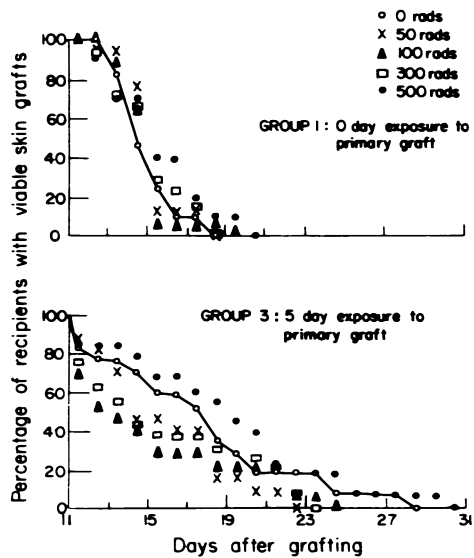 0 rads
50 rads
100 rads
300 rads
500 rads
GROUP 1 : 0 day exposure to
primary graft
100
80
60
40
20
0
GROUP 3 : 5 day exposure to
primary graft
100
80
60
40
20
0
11
15
19
23
27
31
Percentage of recipients with viable skin grafts
Days after grafting